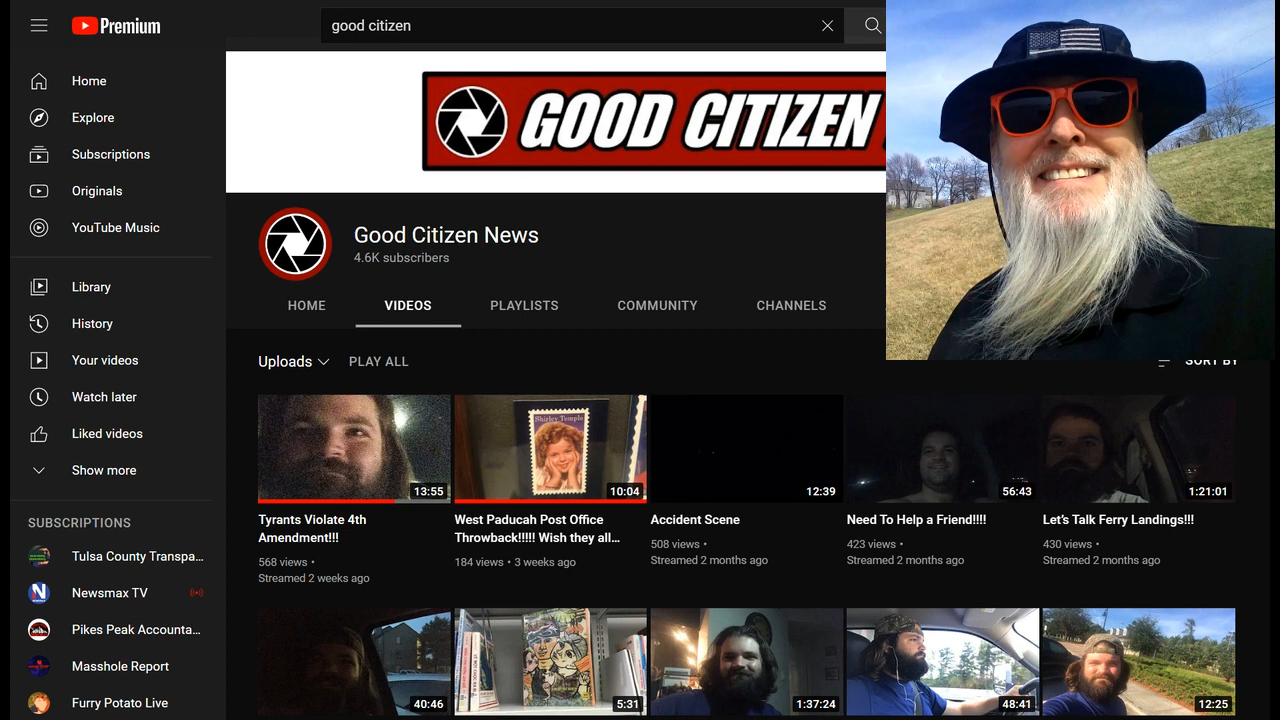 Premium
good citizen
Home
Explore
Subscriptions
Originals
YouTube Music
Library
History
Your videos
Watch later
Liked videos
Show more
SUBSCRIPTIONS
Tulsa County Transpa...
Newsmax TV
Pikes Peak Accounta...
Masshole Report
Furry Potato Live
GOOD CITIZEN
Good Citizen News
4.6K subscribers
HOME VIDEOS PLAYLISTS COMMUNITY CHANNELS
Uploads PLAY ALL SORT BY
Shirley Temple
13:55 10:04 12:39 56:43 1:21:01
Tyrants Violate 4th
Amendment!!!
568 views •
Streamed 2 weeks ago
West Paducah Post Office
Throwback!!!!! Wish they all...
184 views • 3 weeks ago
Accident Scene
508 views •
Streamed 2 months ago
Need To Help a Friend!!!!
423 views •
Streamed 2 months ago
Let's Talk Ferry Landings!!!
430 views •
Streamed 2 months ago
40:46 5:31 1:37:24 48:41 12:25